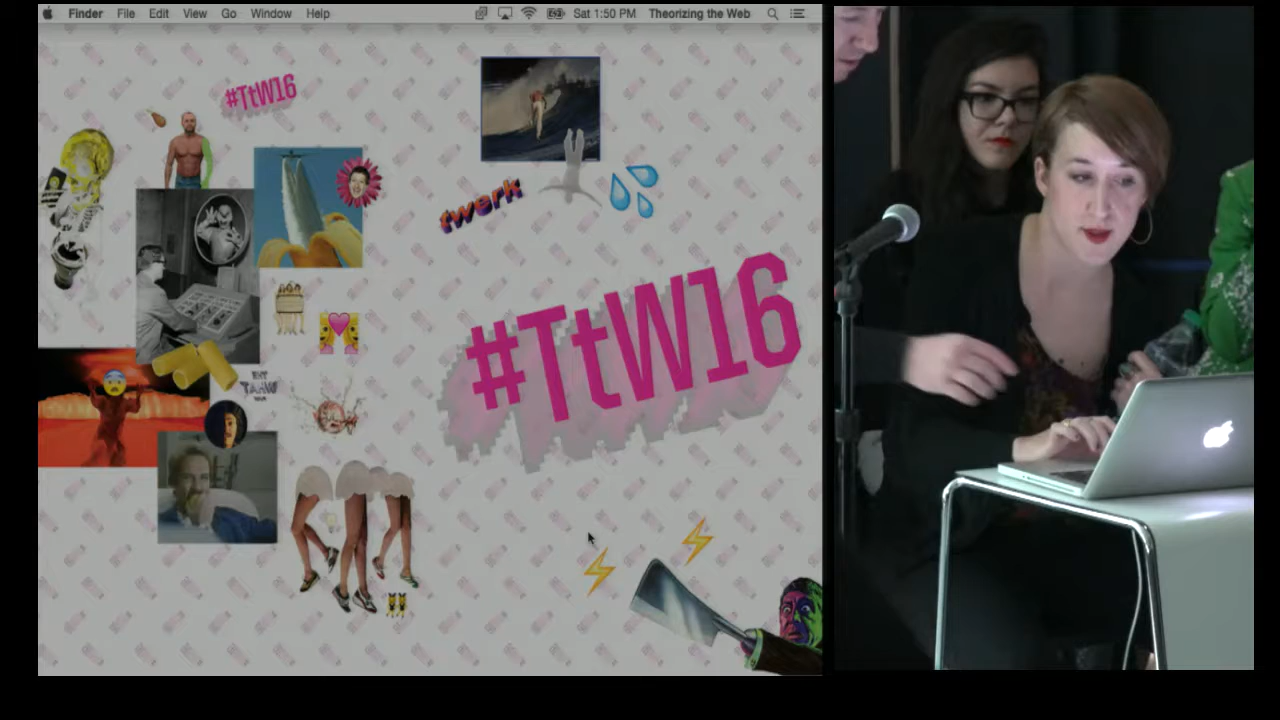 Finder File Edit View Go Window Help Sat 1:50 PM Theorizing the Web
#TtW16
twerk
#TtW16